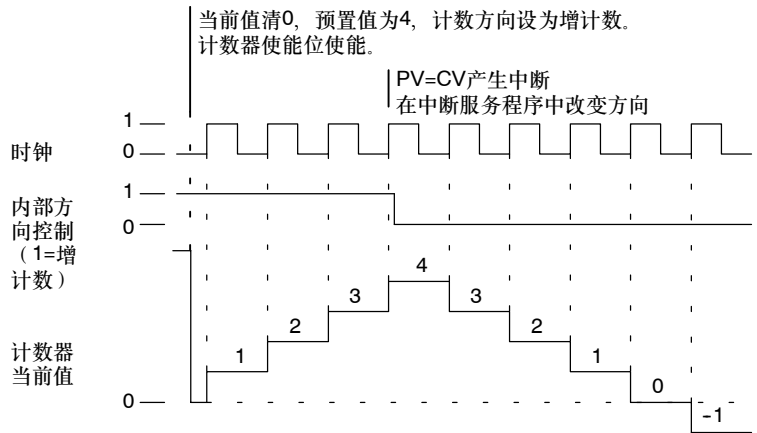 当前值清0，预置值为4，计数方向设为增计数。
计数器使能位使能。
PV=CV产生中断
在中断服务程序中改变方向
1
时钟
0
1
内部方
向控制
（1=增
计数）
0
4
3
3
2
2
1
1
计数器
当前值
0
0
-1